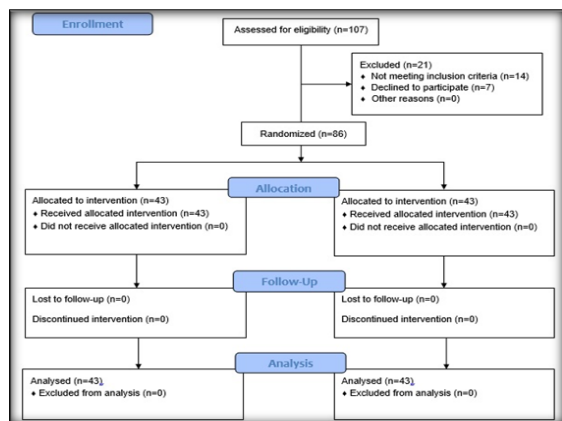 Enrollment
Assessed for eligibility (n=107)
Excluded (n=21)
♦ Not meeting inclusion criteria (n=14)
♦ Declined to participate (n=7)
♦ Other reasons (n=0)
Randomized (n=86)
Allocation
Allocated to intervention (n=43)
♦ Received allocated intervention (n=43)
♦ Did not receive allocated intervention (n=0)
Allocated to intervention (n=43)
♦ Received allocated intervention (n=43)
♦ Did not receive allocated intervention (n=0)
Follow-Up
Lost to follow-up (n=0)
Discontinued intervention (n=0)
Lost to follow-up (n=0)
Discontinued intervention (n=0)
Analysis
Analysed (n=43),
♦ Excluded from analysis (n=0)
Analysed (n=43),
♦ Excluded from analysis (n=0)